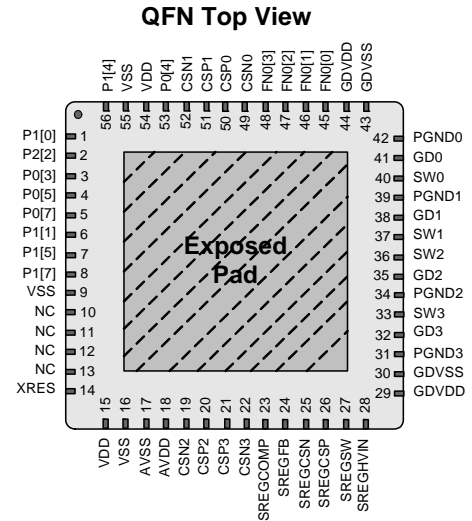 QFN Top View
P1[4]
VSS
VDD
P0[4]
CSN1
CSP1
CSP0
CSN0
FN0[3]
FN0[2]
FN0[1]
FN0[0]
GDVDD
GDVSS
56
55
54
53
52
51
50
49
48
47
46
45
44
43
P1[0] 1
P2[2] 2
P0[3] 3
P0[5] 4
P0[7] 5
P1[1] 6
P1[5] 7
P1[7] 8
VSS 9
NC 10
NC 11
NC 12
NC 13
XRES 14
Exposed
Pad
42 PGND0
41 GD0
40 SW0
39 PGND1
38 GD1
37 SW1
36 SW2
35 GD2
34 PGND2
33 SW3
32 GD3
31 PGND3
30 GDVSS
29 GDVDD
15
16
17
18
19
20
21
22
23
24
25
26
27
28
VDD
VSS
AVSS
AVDD
CSN2
CSP2
CSP3
CSN3
SREGCOMP
SREGFB
SREGCSN
SREGCSP
SREGSW
SREGHVIN